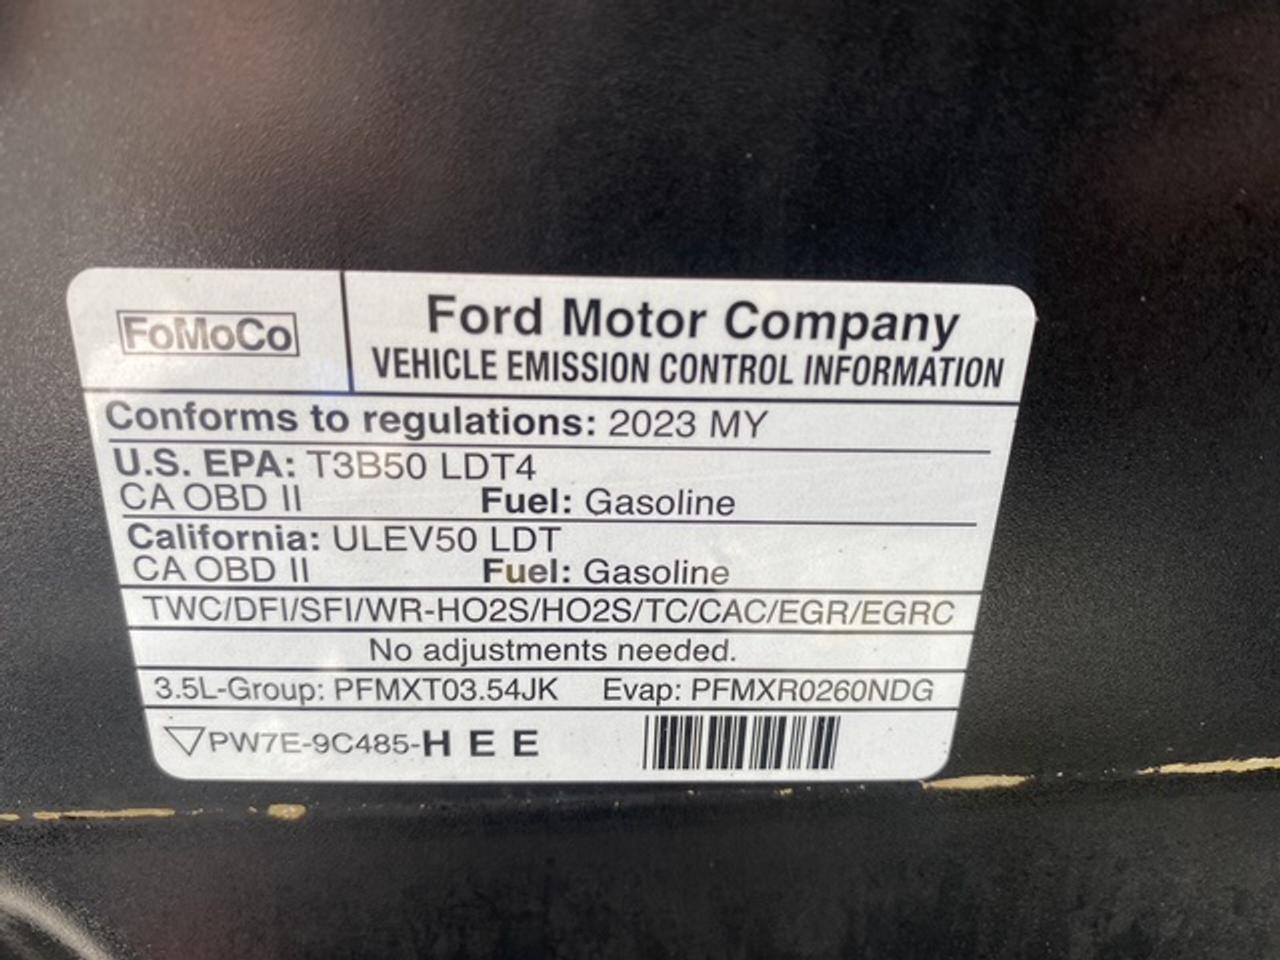 FoMoCo
Ford Motor Company
VEHICLE EMISSION CONTROL INFORMATION
Conforms to regulations: 2023 MY
U.S. EPA: T3B50 LDT4
CA OBD II Fuel: Gasoline
California: ULEV50 LDT
CA OBD II Fuel: Gasoline
TWC/DFI/SFI/WR-HO2S/HO2S/TC/CAC/EGR/EGRC
No adjustments needed.
3.5L-Group: PFMXT03.54JK Evap: PFMXR0260NDG
PW7E-9C485-H E E